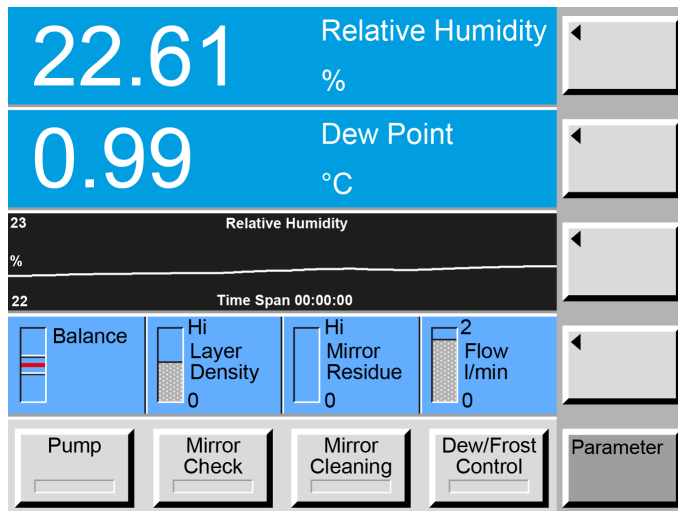 22.61
Relative Humidity
%
0.99
Dew Point
°C
23
Relative Humidity
%
22
Time Span 00:00:00
Balance
Hi
Layer
Density
0
Hi
Mirror
Residue
0
2
Flow
l/min
0
Pump
Mirror
Check
Mirror
Cleaning
Dew/Frost
Control
Parameter